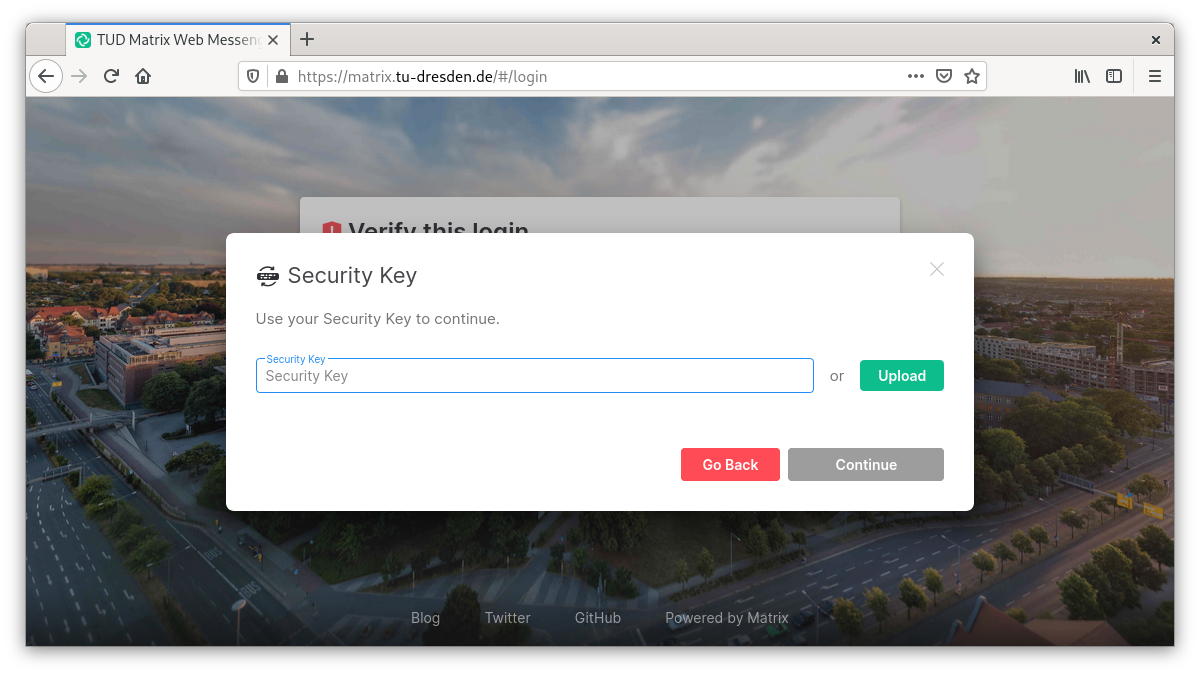 TUD Matrix Web Messeng
https://matrix.tu-dresden.de/#/login
Verify this login
Security Key
Use your Security Key to continue.
Security Key
Security Key
or
Upload
Go Back
Continue
Blog
Twitter
GitHub
Powered by Matrix